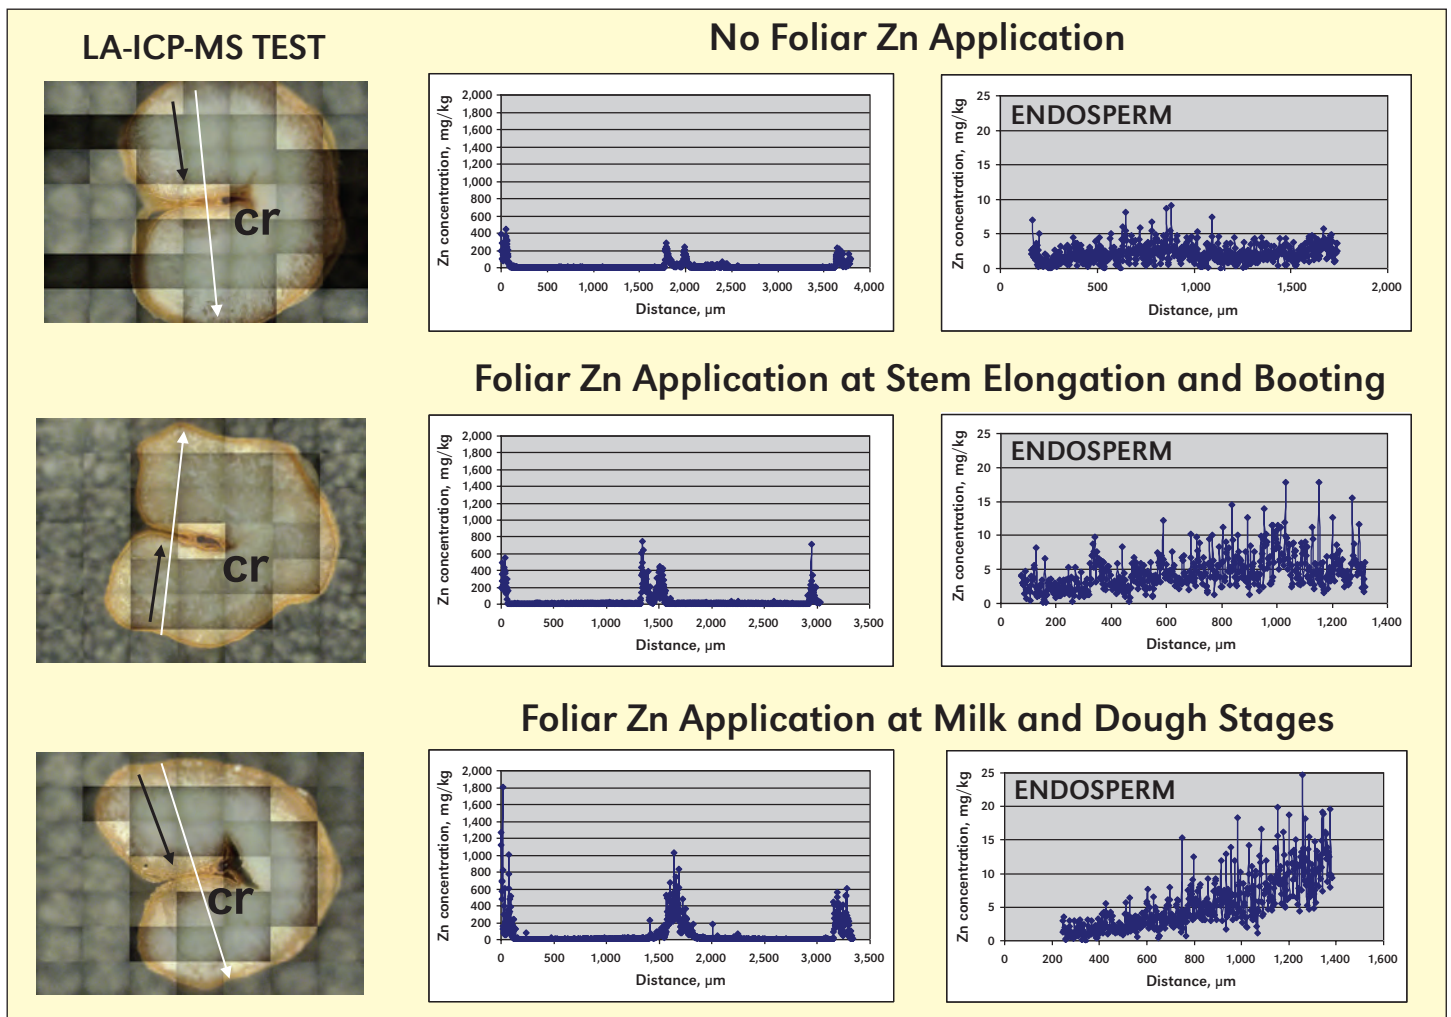 LA-ICP-MS TEST
No Foliar Zn Application
cr
Zn concentration, mg/kg
2,000
1,800
1,600
1,400
1,200
1,000
800
600
400
200
0
0 500 1,000 1,500 2,000 2,500 3,000 3,500 4,000
Distance, µm
ENDOSPERM
Zn concentration, mg/kg
25
20
15
10
5
0
0 500 1,000 1,500 2,000
Distance, µm
Foliar Zn Application at Stem Elongation and Booting
cr
Zn concentration, mg/kg
2,000
1,800
1,600
1,400
1,200
1,000
800
600
400
200
0
0 500 1,000 1,500 2,000 2,500 3,000 3,500
Distance, µm
ENDOSPERM
Zn concentration, mg/kg
25
20
15
10
5
0
0 200 400 600 800 1,000 1,200 1,400
Distance, µm
Foliar Zn Application at Milk and Dough Stages
cr
Zn concentration, mg/kg
2,000
1,800
1,600
1,400
1,200
1,000
800
600
400
200
0
0 500 1,000 1,500 2,000 2,500 3,000 3,500
Distance, µm
ENDOSPERM
Zn concentration, mg/kg
25
20
15
10
5
0
0 200 400 600 800 1,000 1,200 1,400 1,600
Distance, µm